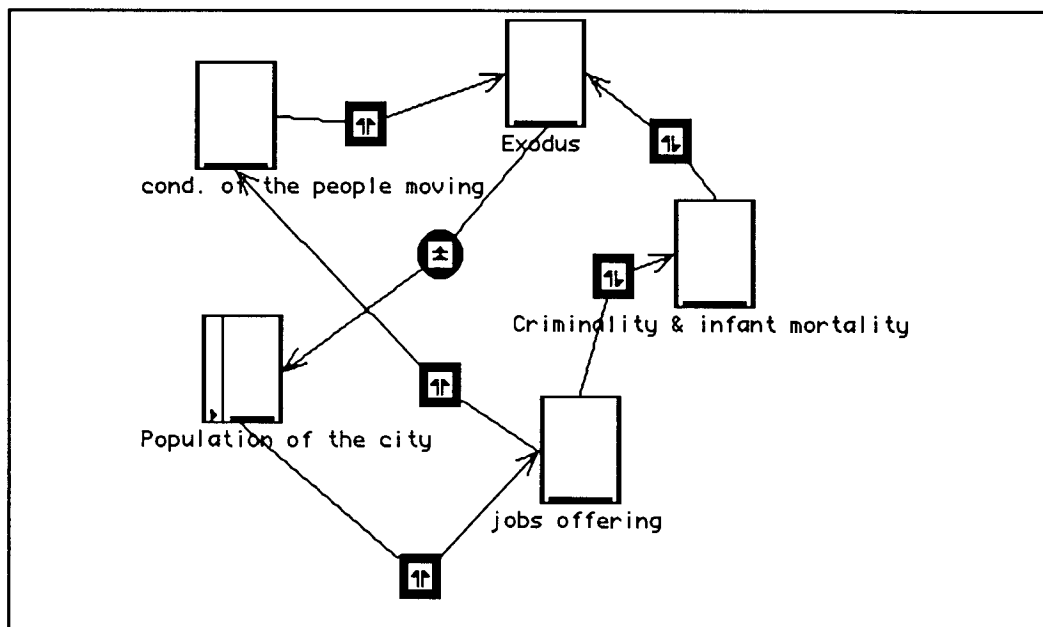 Exodus
cond. of the people moving
Criminality & infant mortality
Population of the city
jobs offering